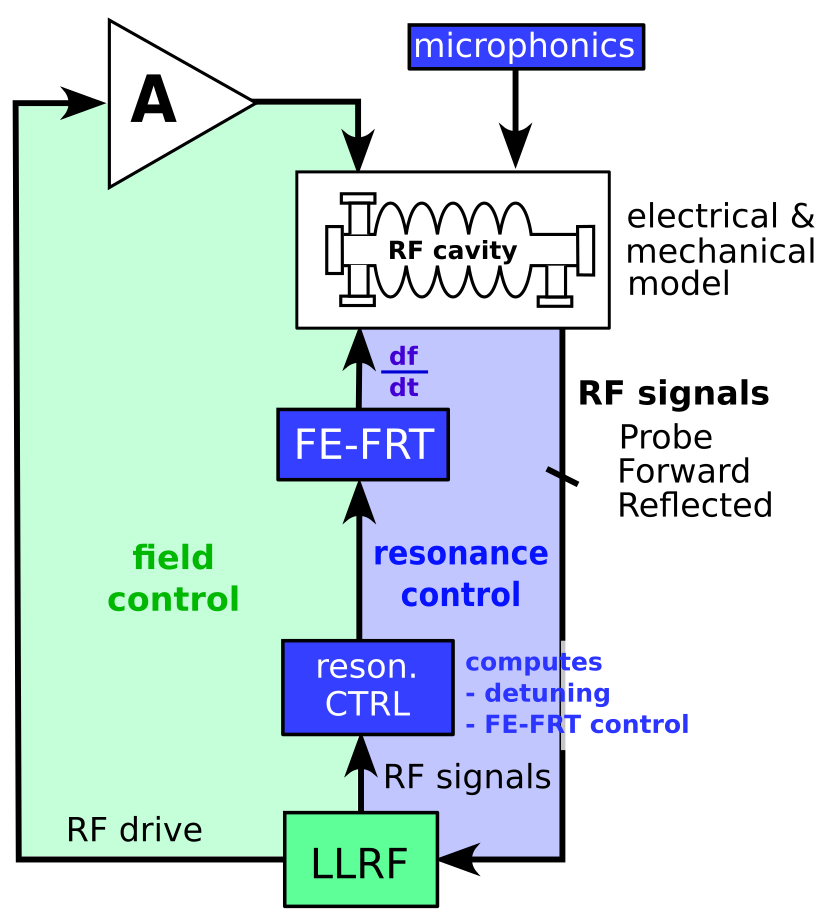 microphonics
A
RF cavity
electrical &
mechanical
model
df
dt
RF signals
Probe
Forward
Reflected
FE-FRT
field
control
resonance
control
reson.
CTRL
computes
- detuning
- FE-FRT control
RF signals
RF drive
LLRF